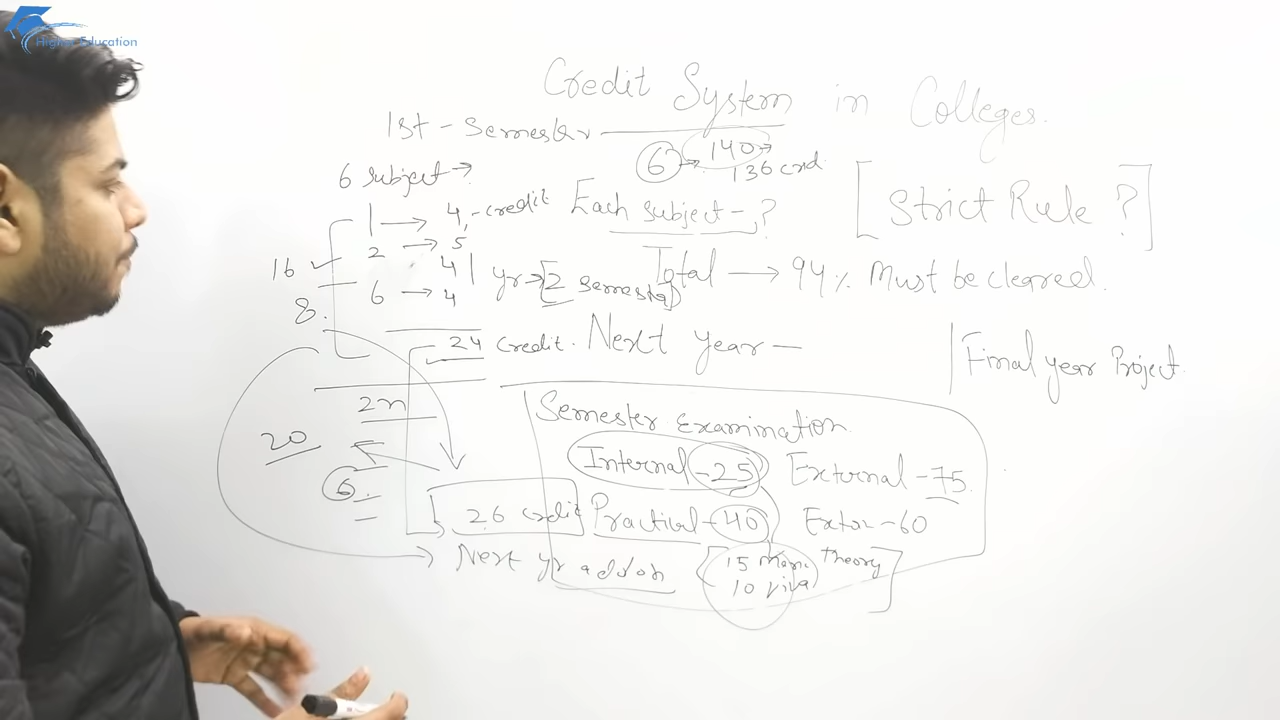 Higher Education
Credit System in Colleges.
1st - Semester
6 → 140 →
136 crd
6 subject →
[Strict Rule ?]
1 → 4, - credit
Each subject - ?
2 → 5
4
16 ✓
1 yr → [2 semester]
Total → 94% Must be cleared.
6 → 4
8.
24 credit.
Next year —
Final year Project.
2n
Semester Examination
20
Internal - 25
External - 75
6.
26 credit
Practical - 40
Exter - 60
Next yr add on
15 theory
10 viva